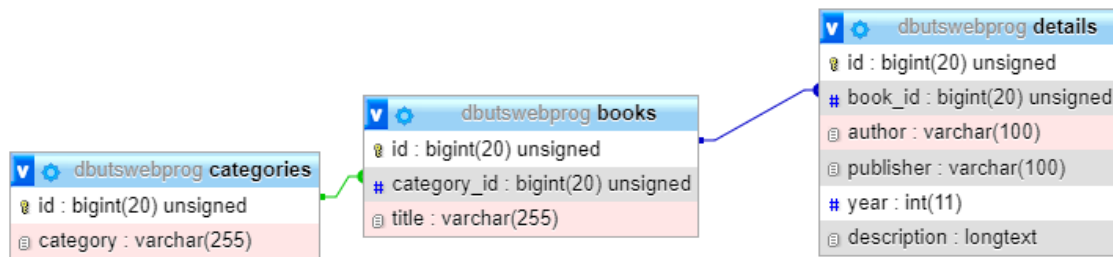 dbutswebprog categories
id : bigint(20) unsigned
category : varchar(255)
dbutswebprog books
id : bigint(20) unsigned
category_id : bigint(20) unsigned
title : varchar(255)
dbutswebprog details
id : bigint(20) unsigned
book_id : bigint(20) unsigned
author : varchar(100)
publisher : varchar(100)
year : int(11)
description : longtext